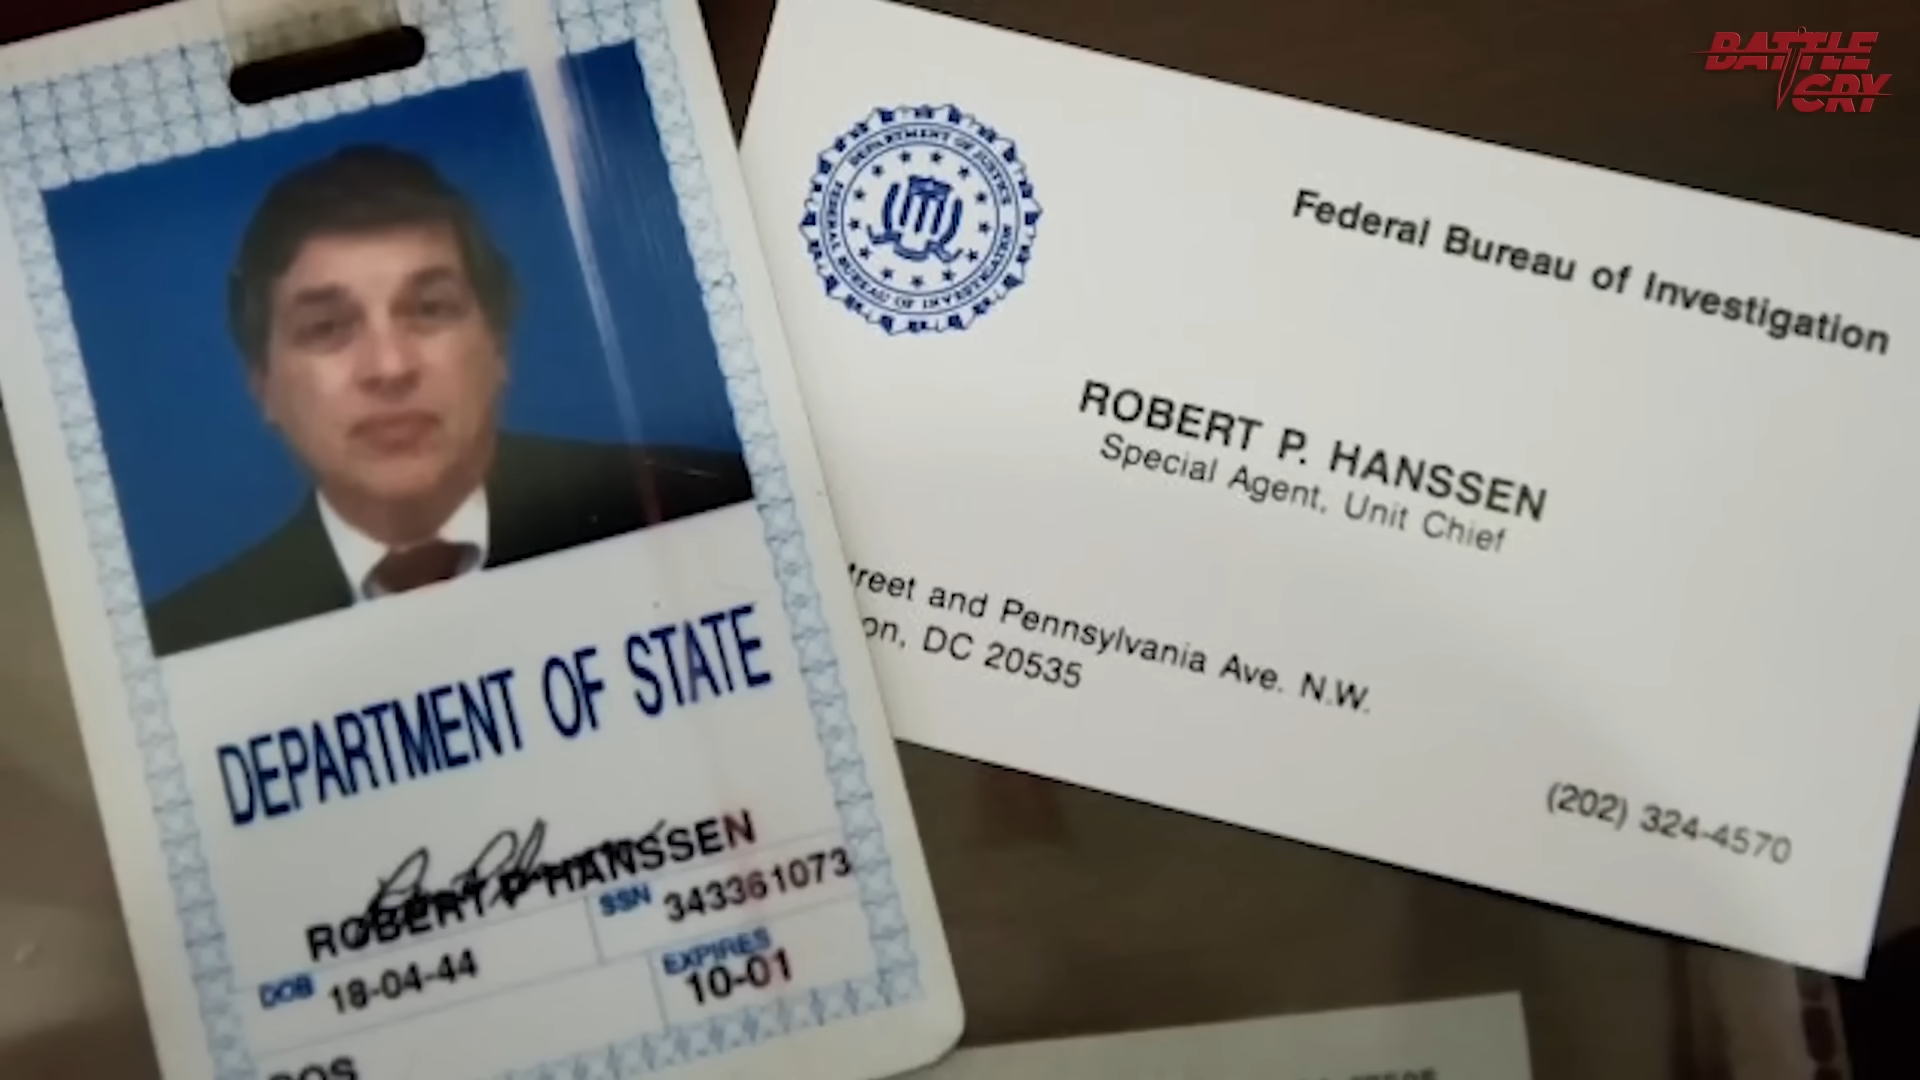 DEPARTMENT OF STATE
ROBERT P HANSSEN
SSN 343361073
DOB 18-04-44
EXPIRES
10-01
DOS
DEPARTMENT OF JUSTICE
FEDERAL BUREAU OF INVESTIGATION
Federal Bureau of Investigation
ROBERT P. HANSSEN
Special Agent, Unit Chief
treet and Pennsylvania Ave. N.W.
on, DC 20535
(202) 324-4570
BATTLE
CRY